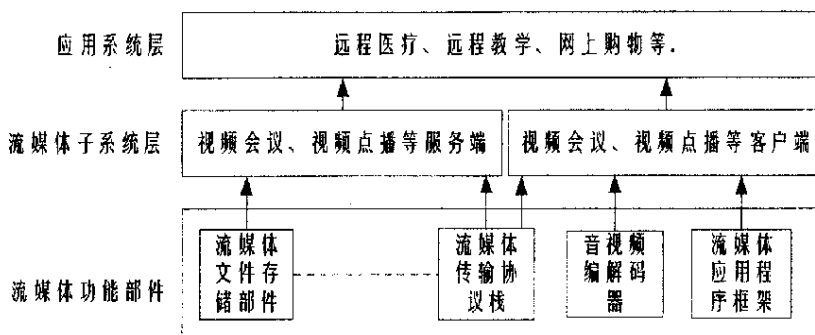 应用系统层
远程医疗、远程教学、网上购物等.
流媒体子系统层
视频会议、视频点播等服务端
视频会议、视频点播等客户端
流媒体功能部件
流媒体
文件存
储部件
流媒体
传输协
议栈
音视频
编解码
器
流媒体
应用程
序框架